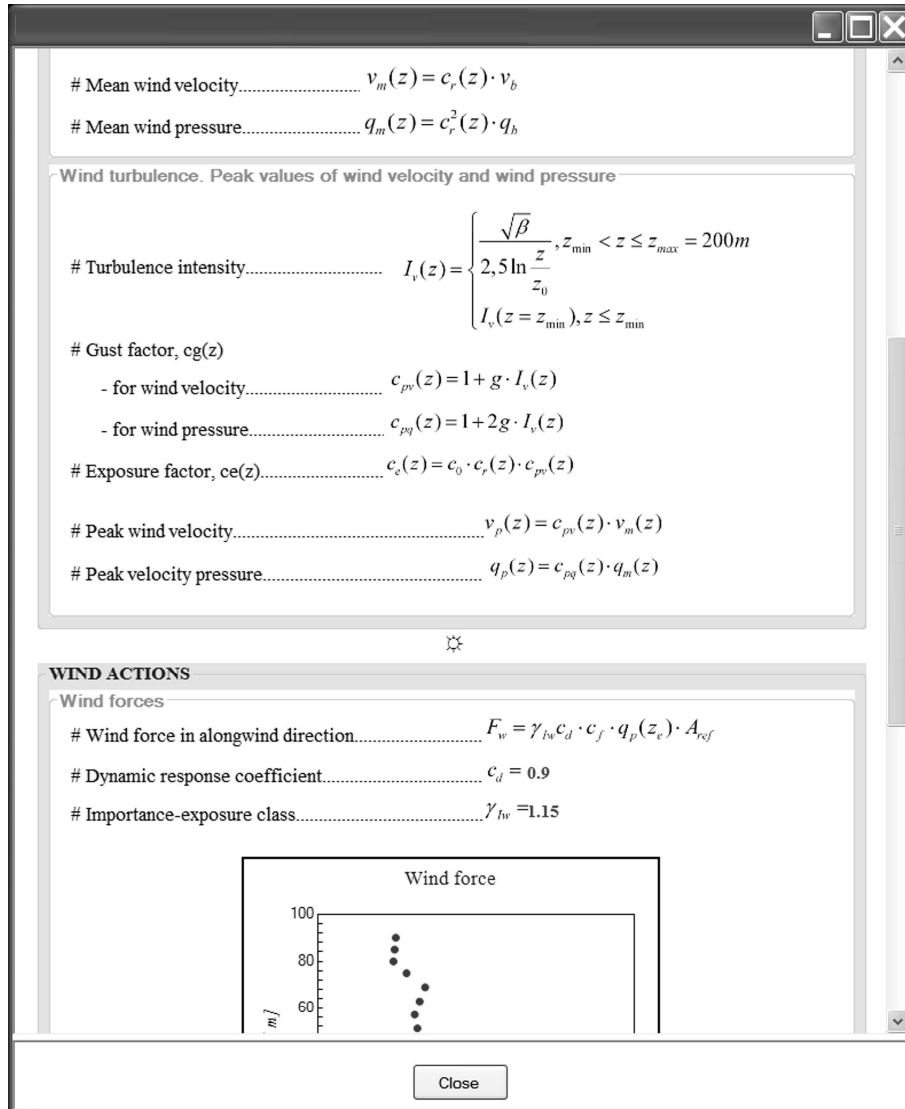 # Mean wind velocity............................ v_m(z) = c_r(z) · v_b
# Mean wind pressure........................... q_m(z) = c_r^2(z) · q_b
Wind turbulence. Peak values of wind velocity and wind pressure
# Turbulence intensity............................... I_v(z) = { √β / (2,5 ln (z/z_0)) , z_min < z ≤ z_max = 200m
I_v(z = z_min), z ≤ z_min
# Gust factor, cg(z)
- for wind velocity............................... c_pv(z) = 1 + g · I_v(z)
- for wind pressure.............................. c_pq(z) = 1 + 2g · I_v(z)
# Exposure factor, ce(z)............................ c_e(z) = c_0 · c_r(z) · c_pv(z)
# Peak wind velocity......................................................... v_p(z) = c_pv(z) · v_m(z)
# Peak velocity pressure.................................................. q_p(z) = c_pq(z) · q_m(z)
WIND ACTIONS
Wind forces
# Wind force in alongwind direction............................. F_w = γ_Iw c_d · c_f · q_p(z_e) · A_ref
# Dynamic response coefficient.................................... c_d = 0.9
# Importance-exposure class.......................................... γ_Iw =1.15
Wind force
100
80
60
m]
Close